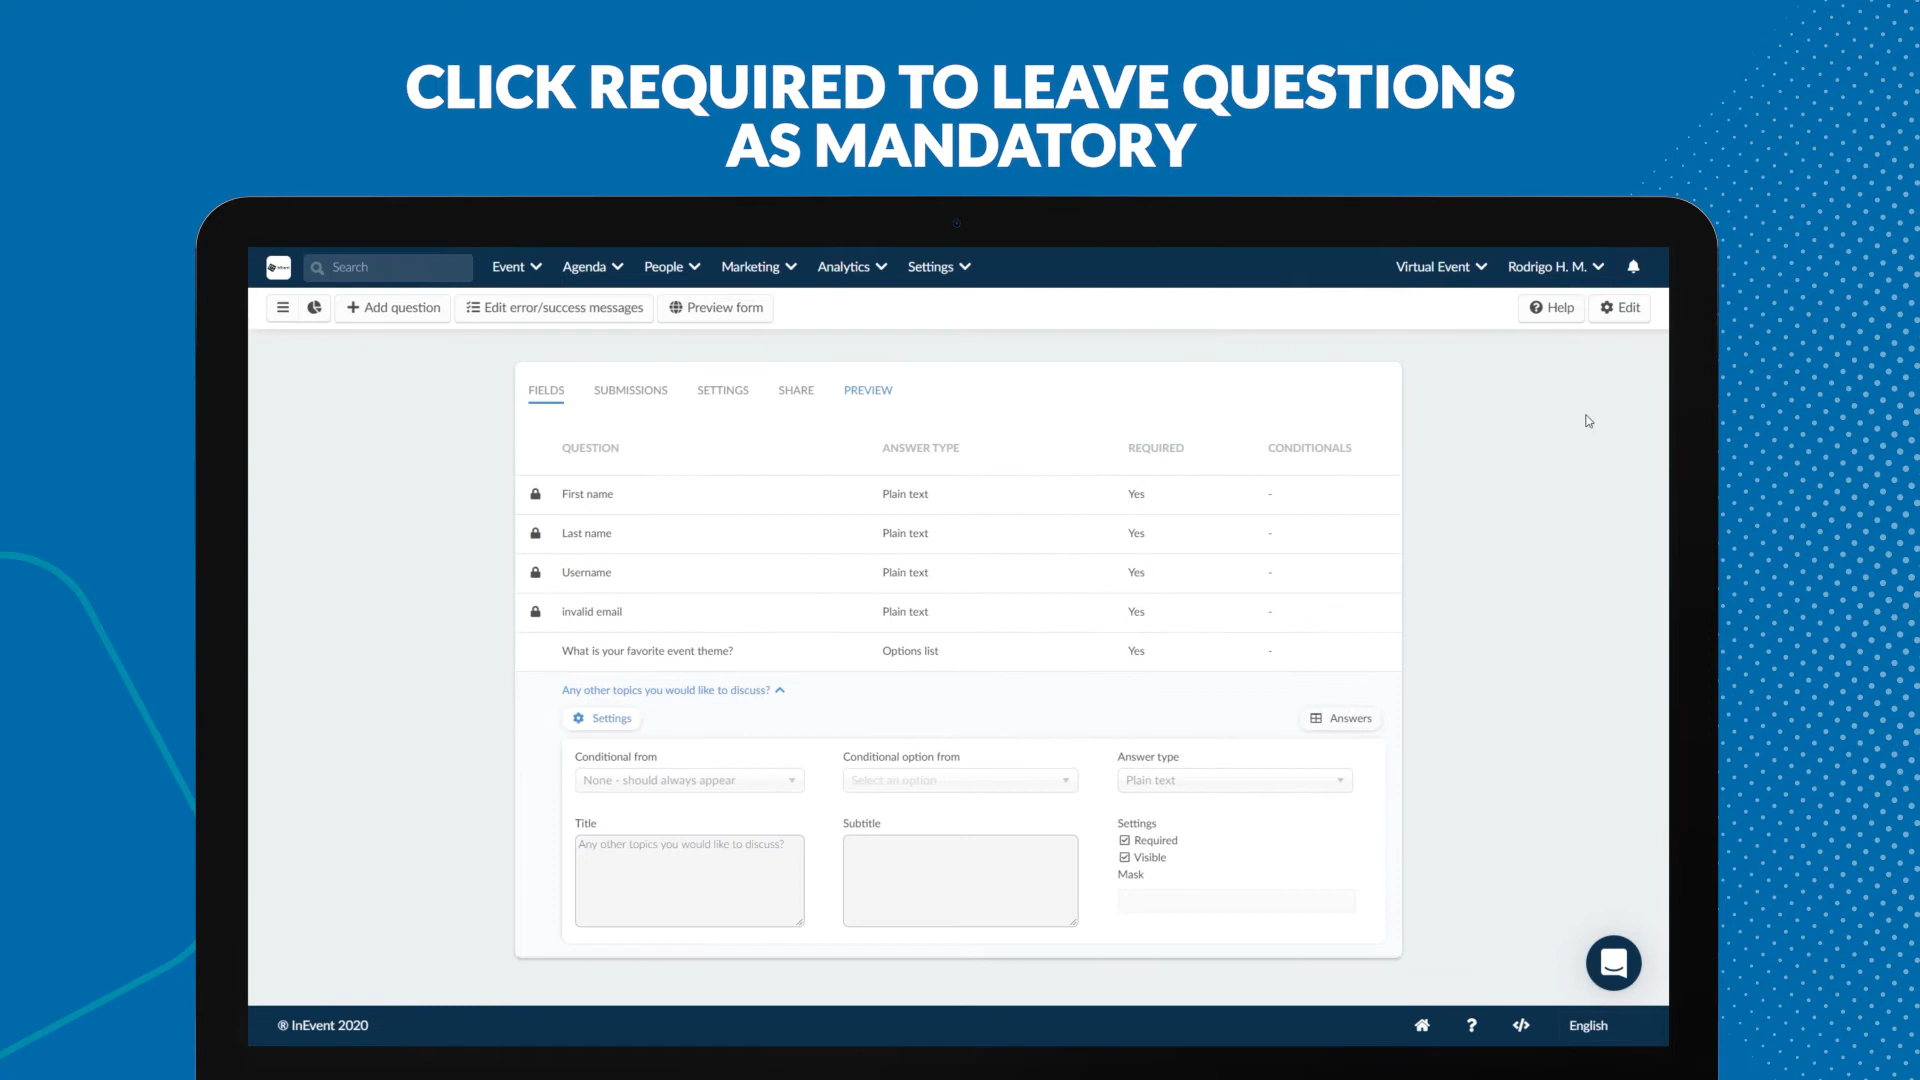 CLICK REQUIRED TO LEAVE QUESTIONS
AS MANDATORY
Search
Event
Agenda
People
Marketing
Analytics
Settings
Virtual Event
Rodrigo H. M.
Add question
Edit error/success messages
Preview form
Help
Edit
FIELDS SUBMISSIONS SETTINGS SHARE PREVIEW
QUESTION ANSWER TYPE REQUIRED CONDITIONALS
First name Plain text Yes -
Last name Plain text Yes -
Username Plain text Yes -
invalid email Plain text Yes -
What is your favorite event theme? Options list Yes -
Any other topics you would like to discuss?
Settings Answers
Conditional from Conditional option from Answer type
None - should always appear Select an option Plain text
Title Subtitle Settings
Any other topics you would like to discuss?
Required
Visible
Mask
® InEvent 2020
English